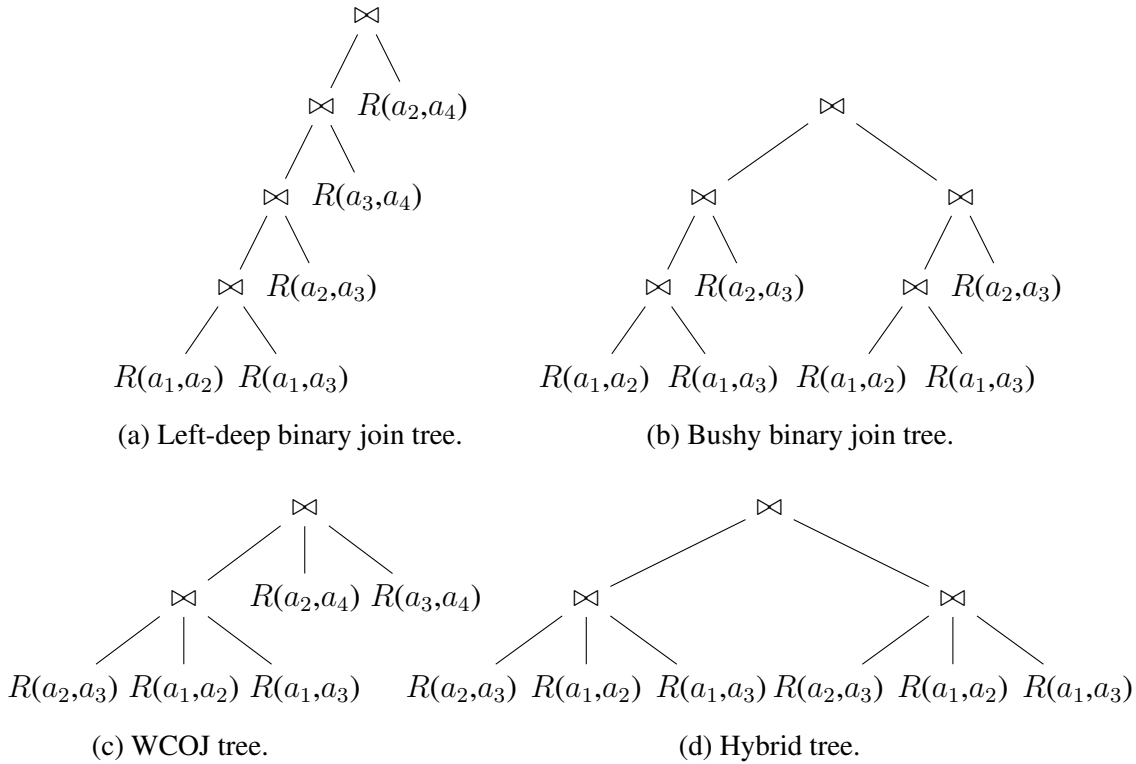 ⋈
⋈ R(a₂,a₄) ⋈
⋈ R(a₃,a₄) ⋈ ⋈
⋈ R(a₂,a₃) ⋈ R(a₂,a₃) ⋈ R(a₂,a₃)
R(a₁,a₂) R(a₁,a₃) R(a₁,a₂) R(a₁,a₃) R(a₁,a₂) R(a₁,a₃)
(a) Left-deep binary join tree. (b) Bushy binary join tree.
⋈ ⋈
⋈ R(a₂,a₄) R(a₃,a₄) ⋈ ⋈
R(a₂,a₃) R(a₁,a₂) R(a₁,a₃) R(a₂,a₃) R(a₁,a₂) R(a₁,a₃) R(a₂,a₃) R(a₁,a₂) R(a₁,a₃)
(c) WCOJ tree. (d) Hybrid tree.